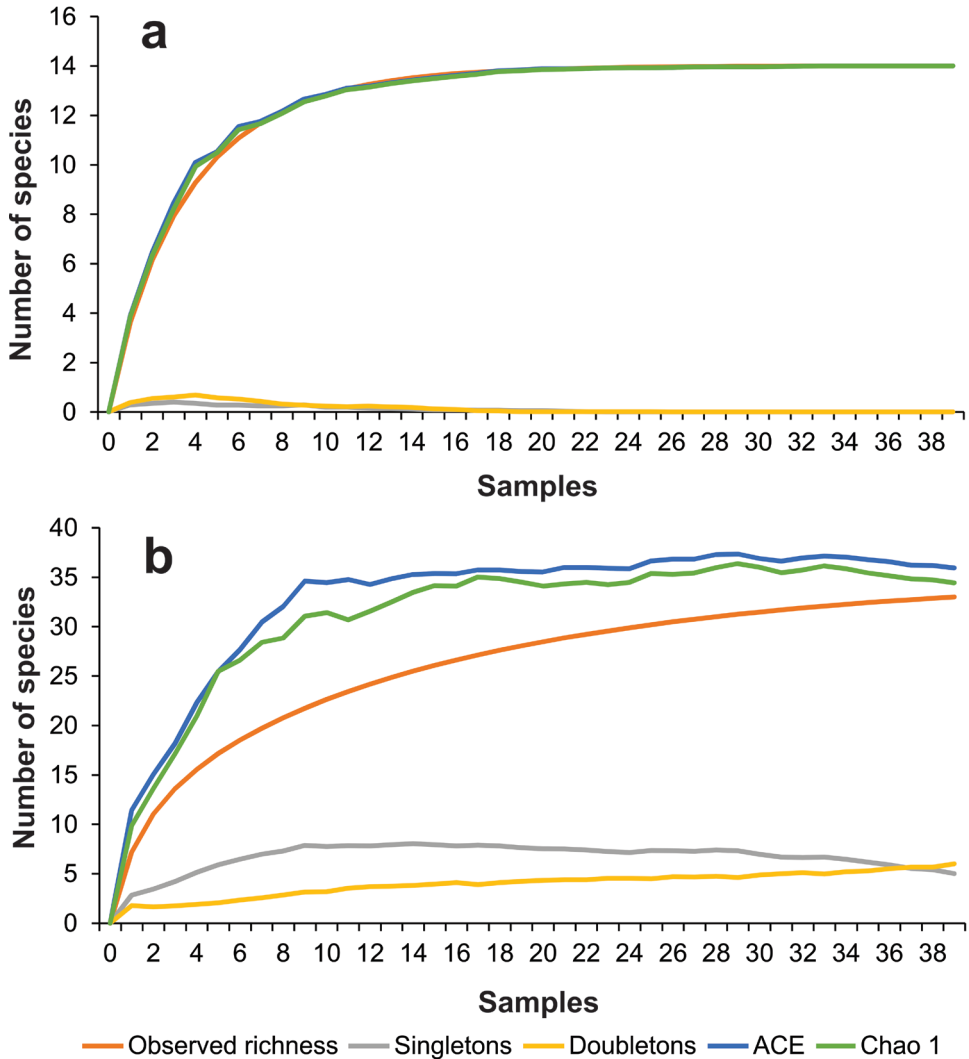 a
Number of species
16
14
12
10
8
6
4
2
0
0 2 4 6 8 10 12 14 16 18 20 22 24 26 28 30 32 34 36 38
Samples
b
Number of species
40
35
30
25
20
15
10
5
0
0 2 4 6 8 10 12 14 16 18 20 22 24 26 28 30 32 34 36 38
Samples
Observed richness Singletons Doubletons ACE Chao 1